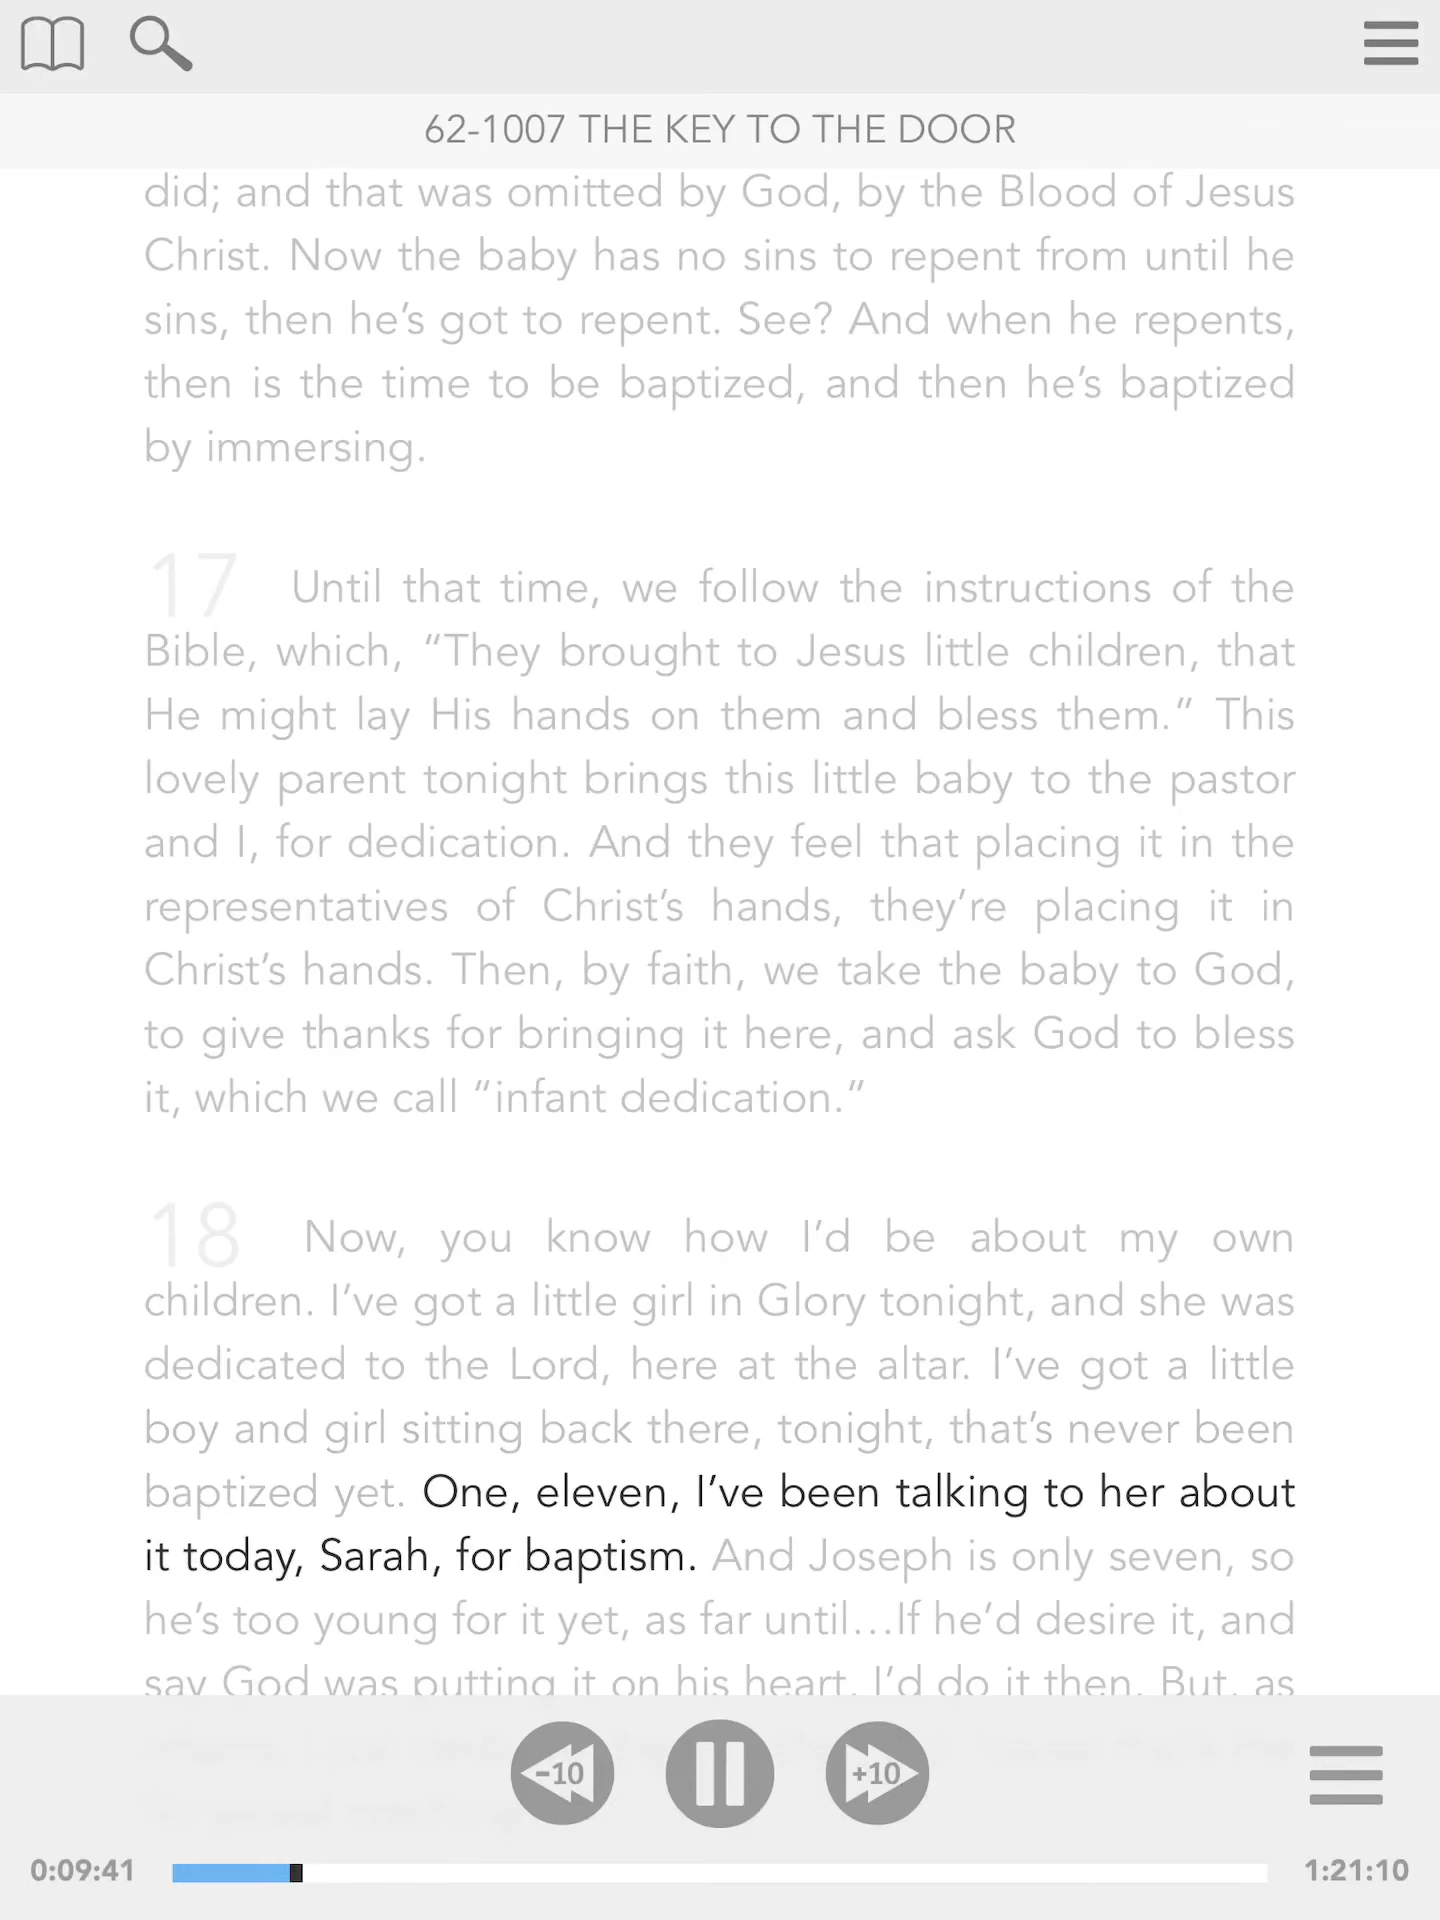 62-1007 THE KEY TO THE DOOR
did; and that was omitted by God, by the Blood of Jesus
Christ. Now the baby has no sins to repent from until he
sins, then he’s got to repent. See? And when he repents,
then is the time to be baptized, and then he’s baptized
by immersing.
17 Until that time, we follow the instructions of the
Bible, which, “They brought to Jesus little children, that
He might lay His hands on them and bless them.” This
lovely parent tonight brings this little baby to the pastor
and I, for dedication. And they feel that placing it in the
representatives of Christ’s hands, they’re placing it in
Christ’s hands. Then, by faith, we take the baby to God,
to give thanks for bringing it here, and ask God to bless
it, which we call “infant dedication.”
18 Now, you know how I’d be about my own
children. I’ve got a little girl in Glory tonight, and she was
dedicated to the Lord, here at the altar. I’ve got a little
boy and girl sitting back there, tonight, that’s never been
baptized yet. One, eleven, I’ve been talking to her about
it today, Sarah, for baptism. And Joseph is only seven, so
he’s too young for it yet, as far until…If he’d desire it, and
say God was putting it on his heart, I’d do it then. But, as
-10 +10
0:09:41 1:21:10